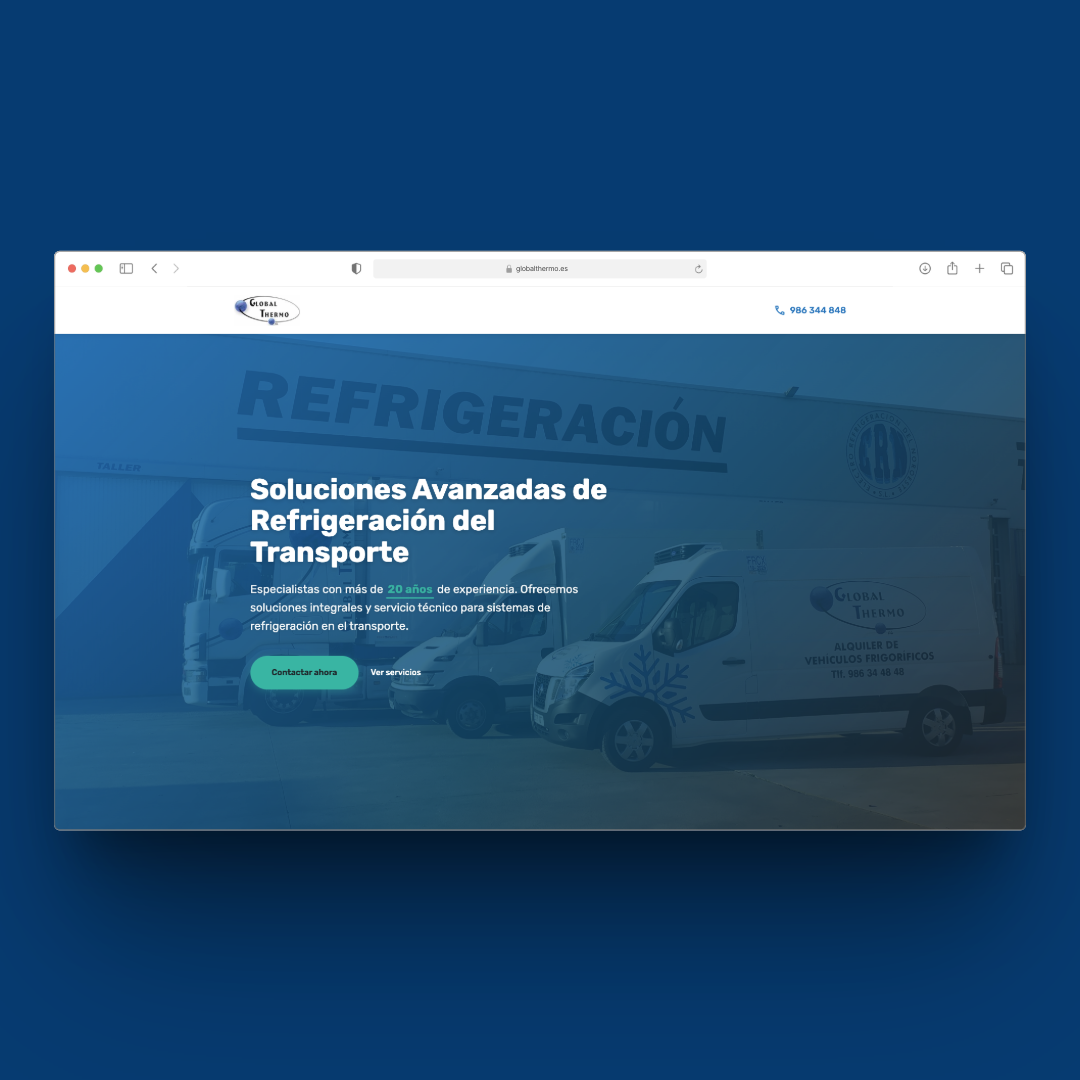 globalthermo.es
GLOBAL
THERMO
986 344 848
REFRIGERACIÓN
TALLER
Soluciones Avanzadas de
Refrigeración del
Transporte
Especialistas con más de 20 años de experiencia. Ofrecemos
soluciones integrales y servicio técnico para sistemas de
refrigeración en el transporte.
Contactar ahora
Ver servicios
GLOBAL
THERMO
ALQUILER DE
VEHICULOS FRIGORIFICOS
Tlf. 986 34 48 48